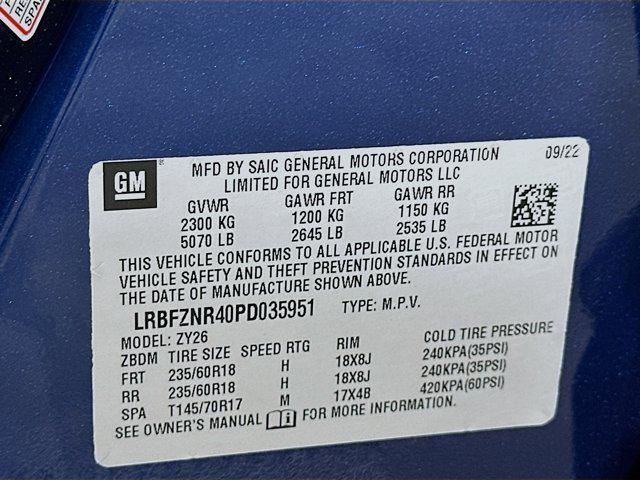 GM
MFD BY SAIC GENERAL MOTORS CORPORATION 09/22
LIMITED FOR GENERAL MOTORS LLC
GVWR GAWR FRT GAWR RR
2300 KG 1200 KG 1150 KG
5070 LB 2645 LB 2535 LB
THIS VEHICLE CONFORMS TO ALL APPLICABLE U.S. FEDERAL MOTOR
VEHICLE SAFETY AND THEFT PREVENTION STANDARDS IN EFFECT ON
THE DATE OF MANUFACTURE SHOWN ABOVE.
LRBFZNR40PD035951 TYPE: M.P.V.
MODEL: ZY26
ZBDM TIRE SIZE SPEED RTG RIM COLD TIRE PRESSURE
FRT 235/60R18 H 18X8J 240KPA(35PSI)
RR 235/60R18 H 18X8J 240KPA(35PSI)
SPA T145/70R17 M 17X4B 420KPA(60PSI)
SEE OWNER'S MANUAL FOR MORE INFORMATION.